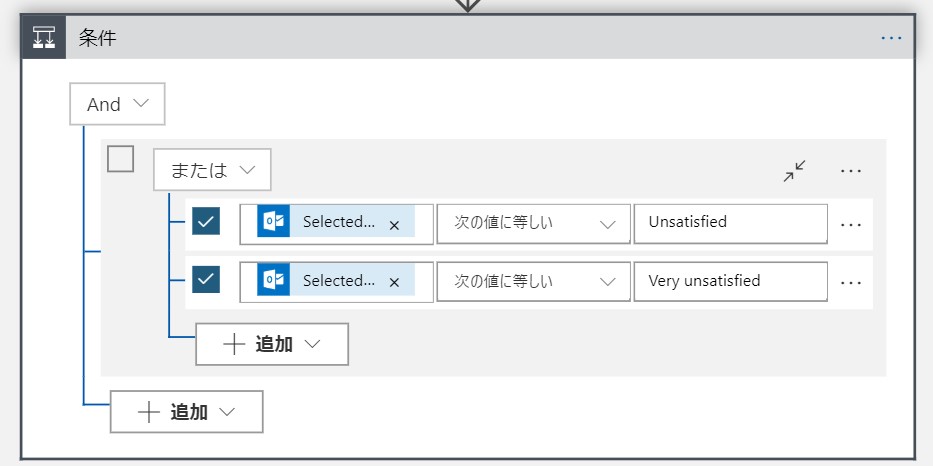 条件
...
And
または
...
Selected... × 次の値に等しい Unsatisfied ...
Selected... × 次の値に等しい Very unsatisfied ...
+ 追加
+ 追加